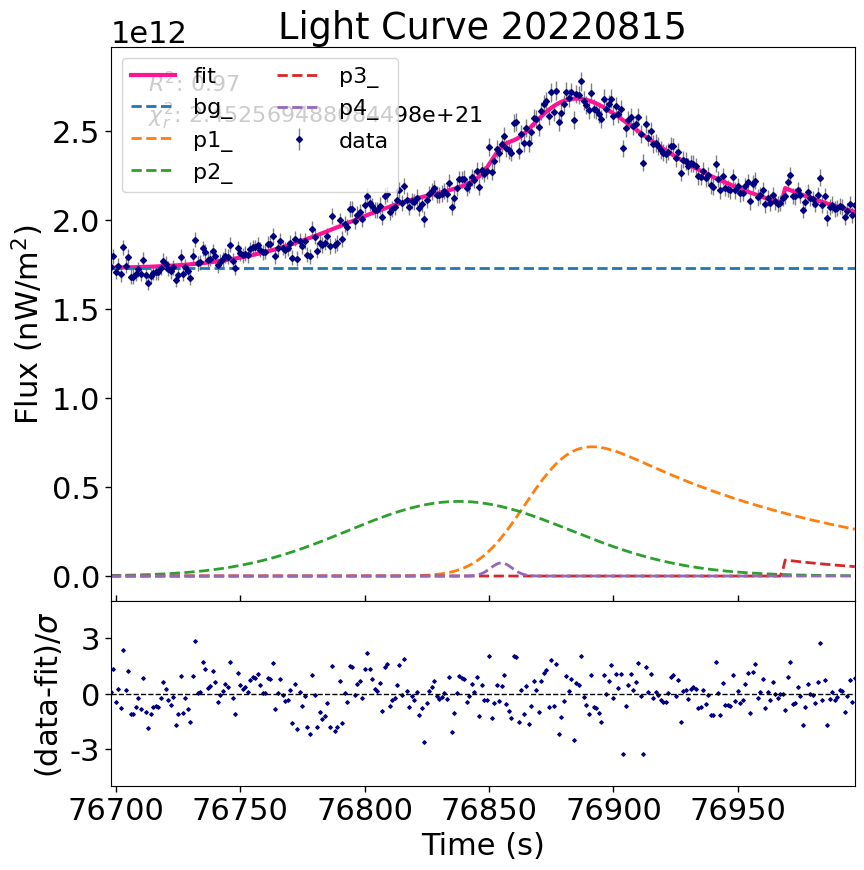 Light Curve 20220815
1e12
fit
bg_
p1_
p2_
p3_
p4_
data
R²: 0.97
Flux (nW/m²)
2.5
2.0
1.5
1.0
0.5
0.0
(data-fit)/σ
3
0
-3
76700 76750 76800 76850 76900 76950
Time (s)